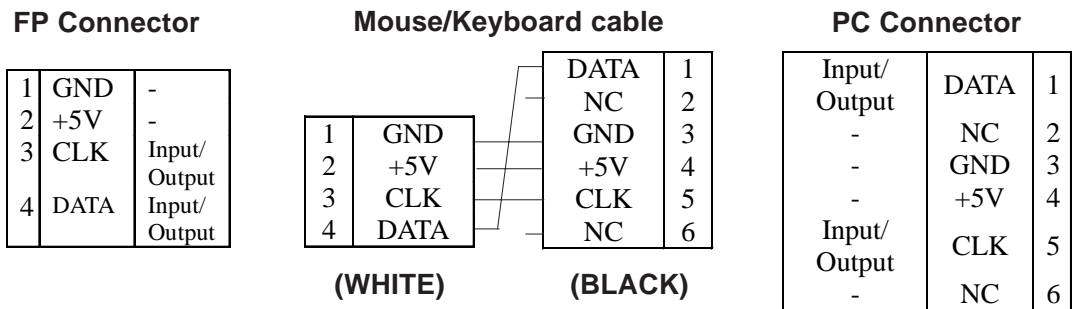 FP Connector
1 GND -
2 +5V -
3 CLK Input/
Output
4 DATA Input/
Output
Mouse/Keyboard cable
1 GND
2 +5V
3 CLK
4 DATA
(WHITE)
DATA 1
NC 2
GND 3
+5V 4
CLK 5
NC 6
(BLACK)
PC Connector
Input/
Output DATA 1
- NC 2
- GND 3
- +5V 4
Input/
Output CLK 5
- NC 6